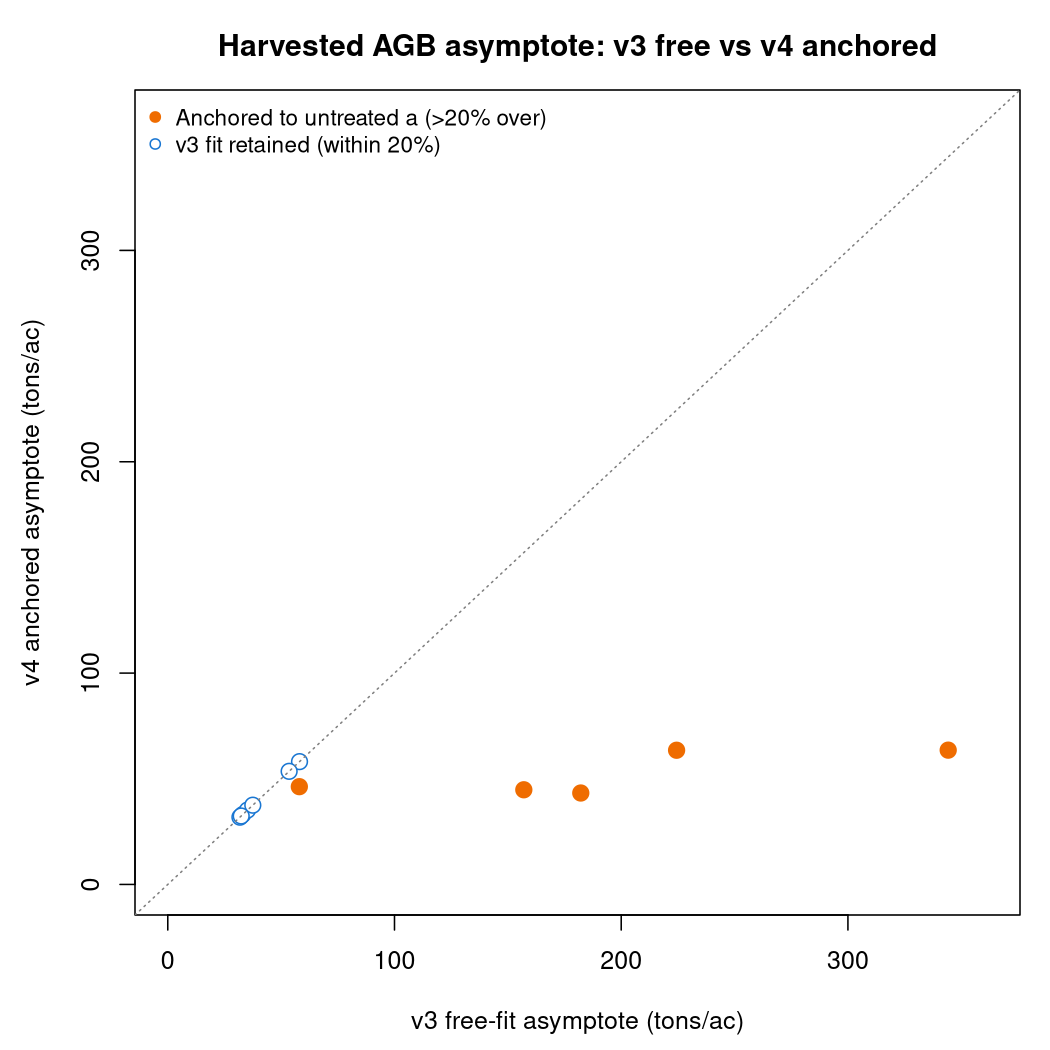 Harvested AGB asymptote: v3 free vs v4 anchored
Anchored to untreated a (>20% over)
v3 fit retained (within 20%)
v4 anchored asymptote (tons/ac)
300
200
100
0
0 100 200 300
v3 free-fit asymptote (tons/ac)